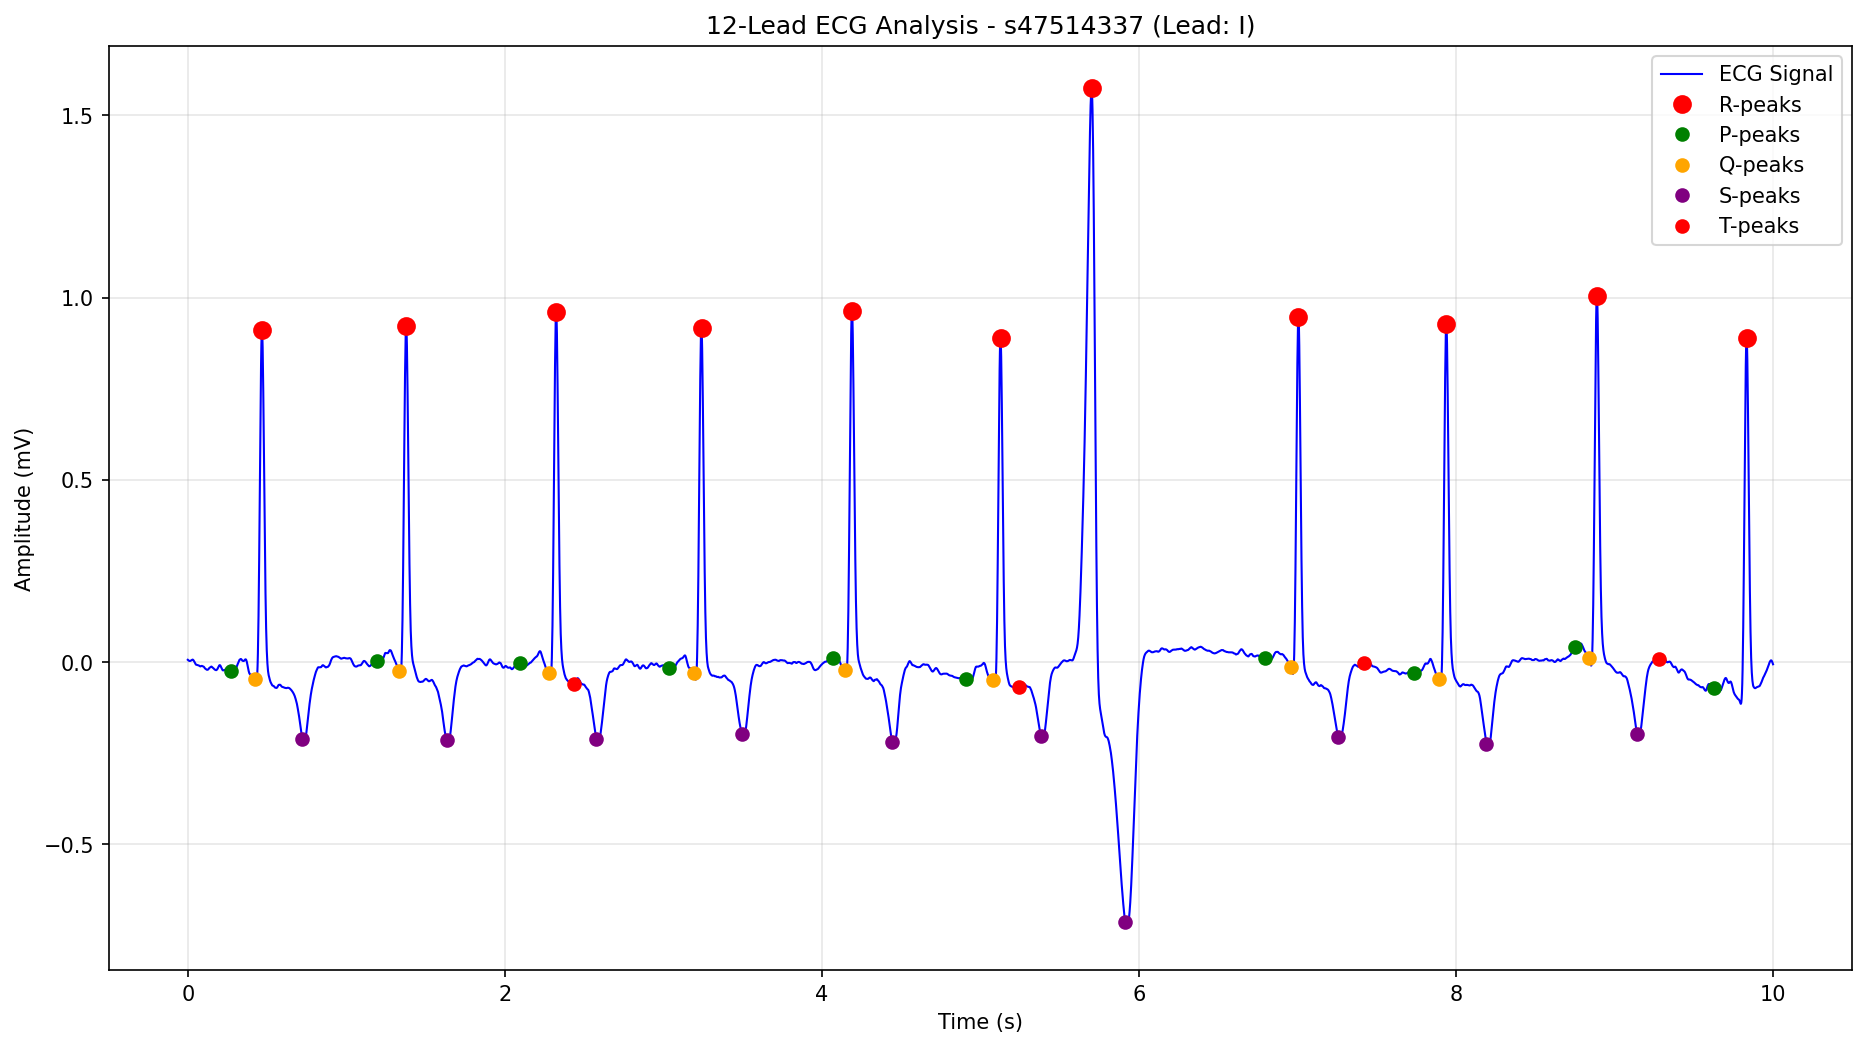 12-Lead ECG Analysis - s47514337 (Lead: I)
ECG Signal
R-peaks
P-peaks
Q-peaks
S-peaks
T-peaks
Amplitude (mV)
1.5
1.0
0.5
0.0
−0.5
0 2 4 6 8 10
Time (s)